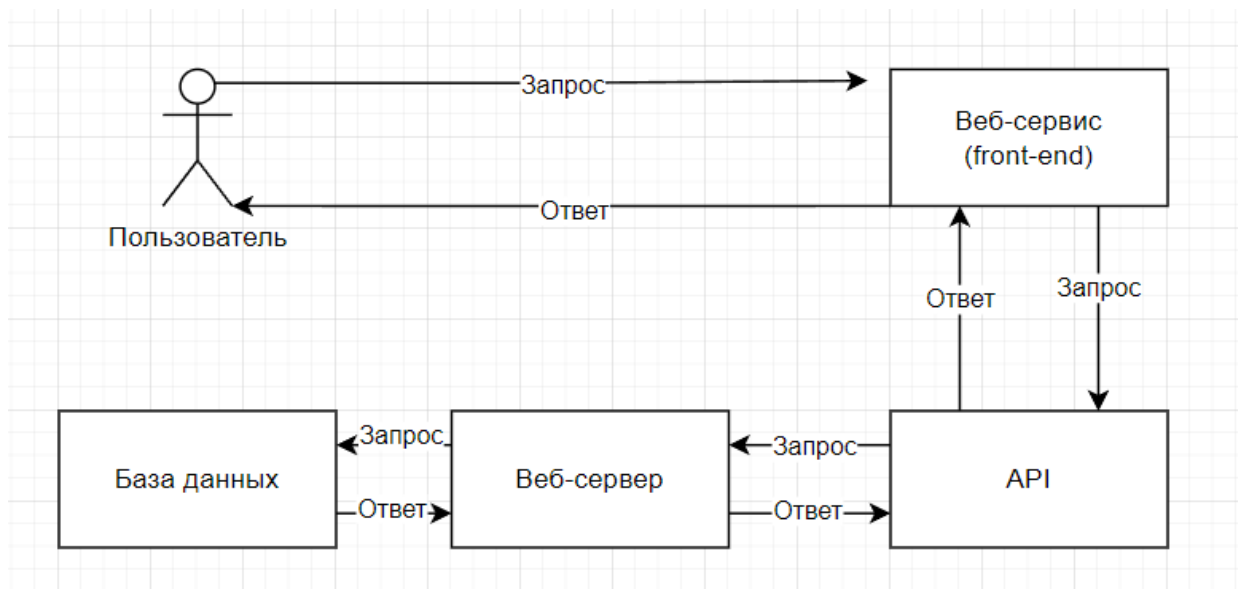 Запрос
Веб-сервис
(front-end)
Ответ
Пользователь
Ответ
Запрос
Запрос
Запрос
База данных
Веб-сервер
API
Ответ
Ответ